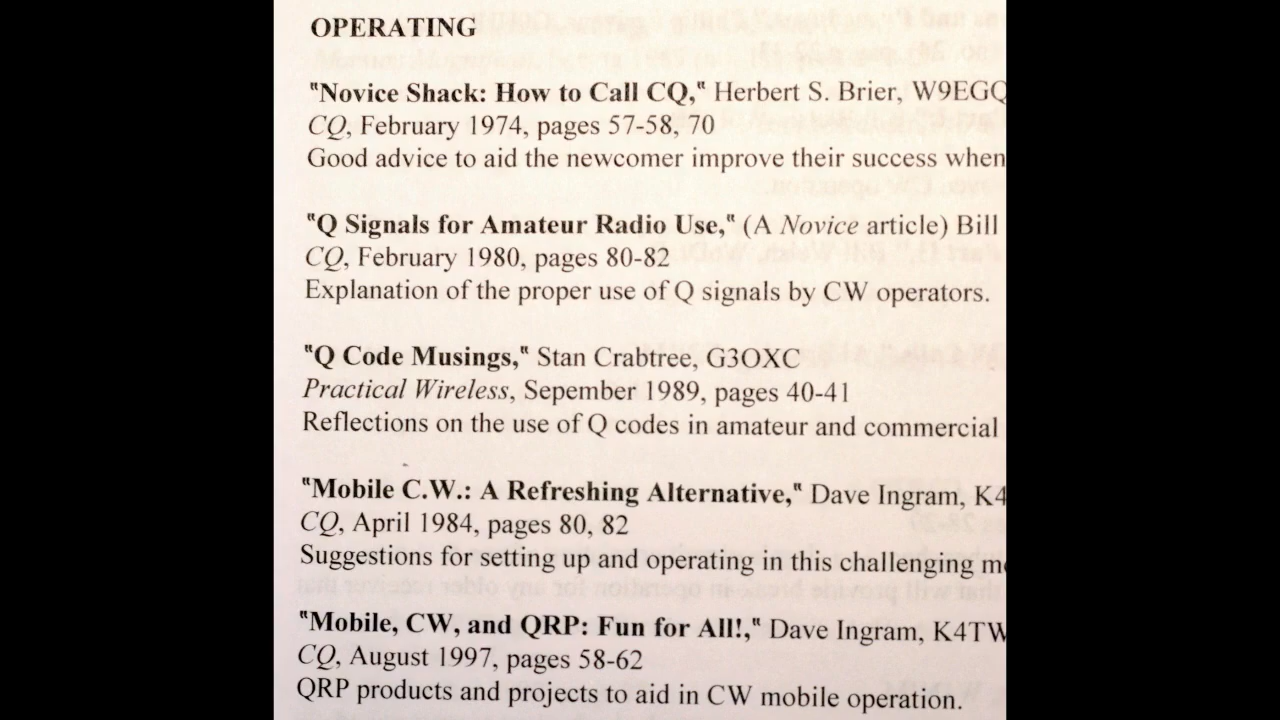 OPERATING
"Novice Shack: How to Call CQ," Herbert S. Brier, W9EGQ
CQ, February 1974, pages 57-58, 70
Good advice to aid the newcomer improve their success when
"Q Signals for Amateur Radio Use," (A Novice article) Bill
CQ, February 1980, pages 80-82
Explanation of the proper use of Q signals by CW operators.
"Q Code Musings," Stan Crabtree, G3OXC
Practical Wireless, Sepember 1989, pages 40-41
Reflections on the use of Q codes in amateur and commercial
"Mobile C.W.: A Refreshing Alternative," Dave Ingram, K4
CQ, April 1984, pages 80, 82
Suggestions for setting up and operating in this challenging
"Mobile, CW, and QRP: Fun for All!," Dave Ingram, K4TW
CQ, August 1997, pages 58-62
QRP products and projects to aid in CW mobile operation.